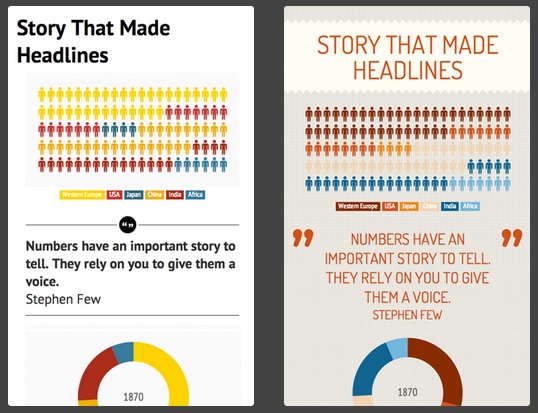 Story That Made
Headlines
Western Europe USA Japan China India Africa
Numbers have an important story to
tell. They rely on you to give them a
voice.
Stephen Few
1870
STORY THAT MADE
HEADLINES
Western Europe USA Japan China India Africa
NUMBERS HAVE AN
IMPORTANT STORY TO TELL.
THEY RELY ON YOU TO GIVE
THEM A VOICE.
STEPHEN FEW
1870